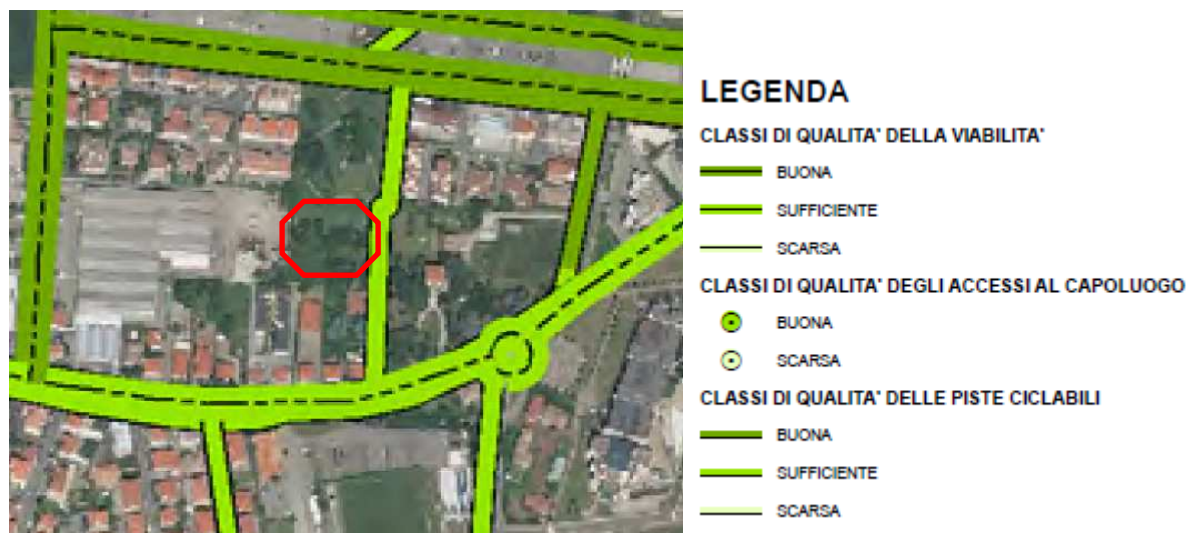 LEGENDA
CLASSI DI QUALITA' DELLA VIABILITA'
BUONA
SUFFICIENTE
SCARSA
CLASSI DI QUALITA' DEGLI ACCESSI AL CAPOLUOGO
BUONA
SCARSA
CLASSI DI QUALITA' DELLE PISTE CICLABILI
BUONA
SUFFICIENTE
SCARSA